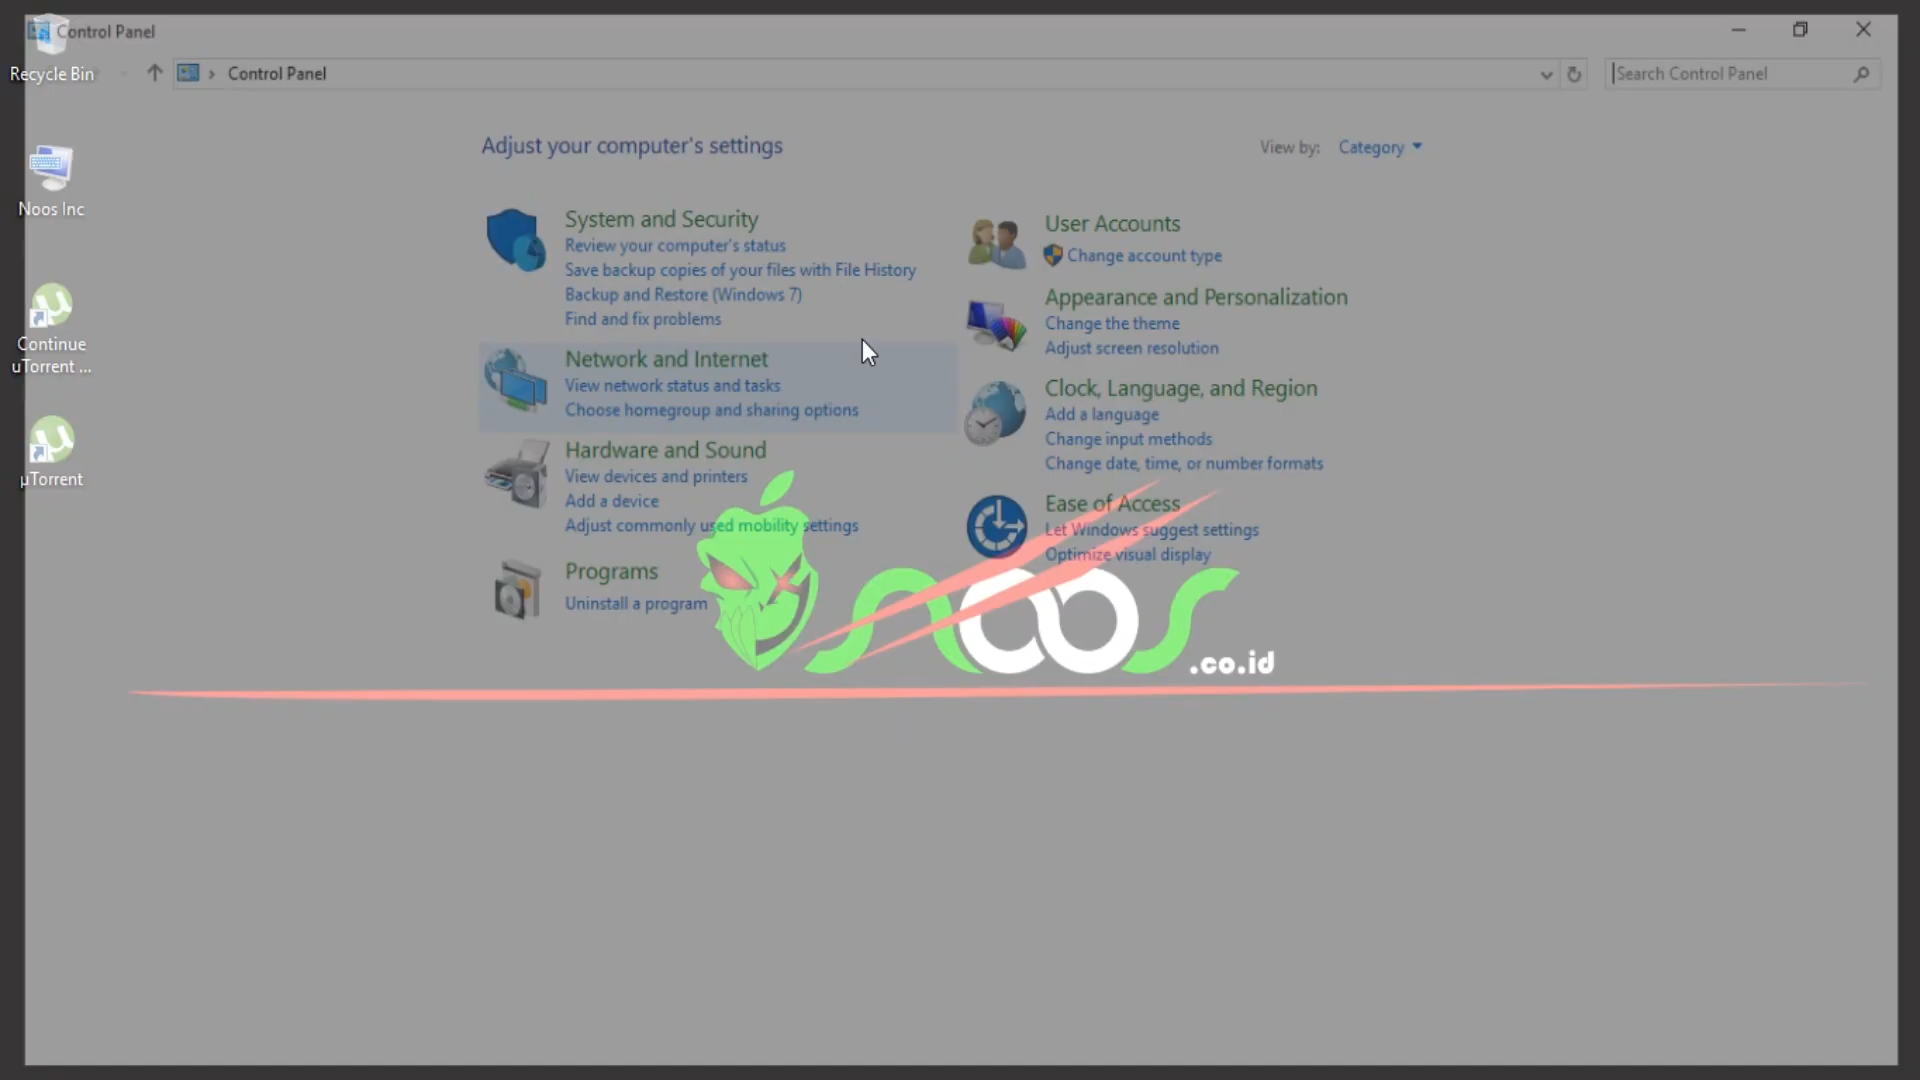 Control Panel
Recycle Bin
Control Panel
Search Control Panel
Adjust your computer's settings
View by: Category
Noos Inc
Continue
uTorrent ...
µTorrent
System and Security
Review your computer's status
Save backup copies of your files with File History
Backup and Restore (Windows 7)
Find and fix problems
Network and Internet
View network status and tasks
Choose homegroup and sharing options
Hardware and Sound
View devices and printers
Add a device
Adjust commonly used mobility settings
Programs
Uninstall a program
User Accounts
Change account type
Appearance and Personalization
Change the theme
Adjust screen resolution
Clock, Language, and Region
Add a language
Change input methods
Change date, time, or number formats
Ease of Access
Let Windows suggest settings
Optimize visual display
noos
.co.id